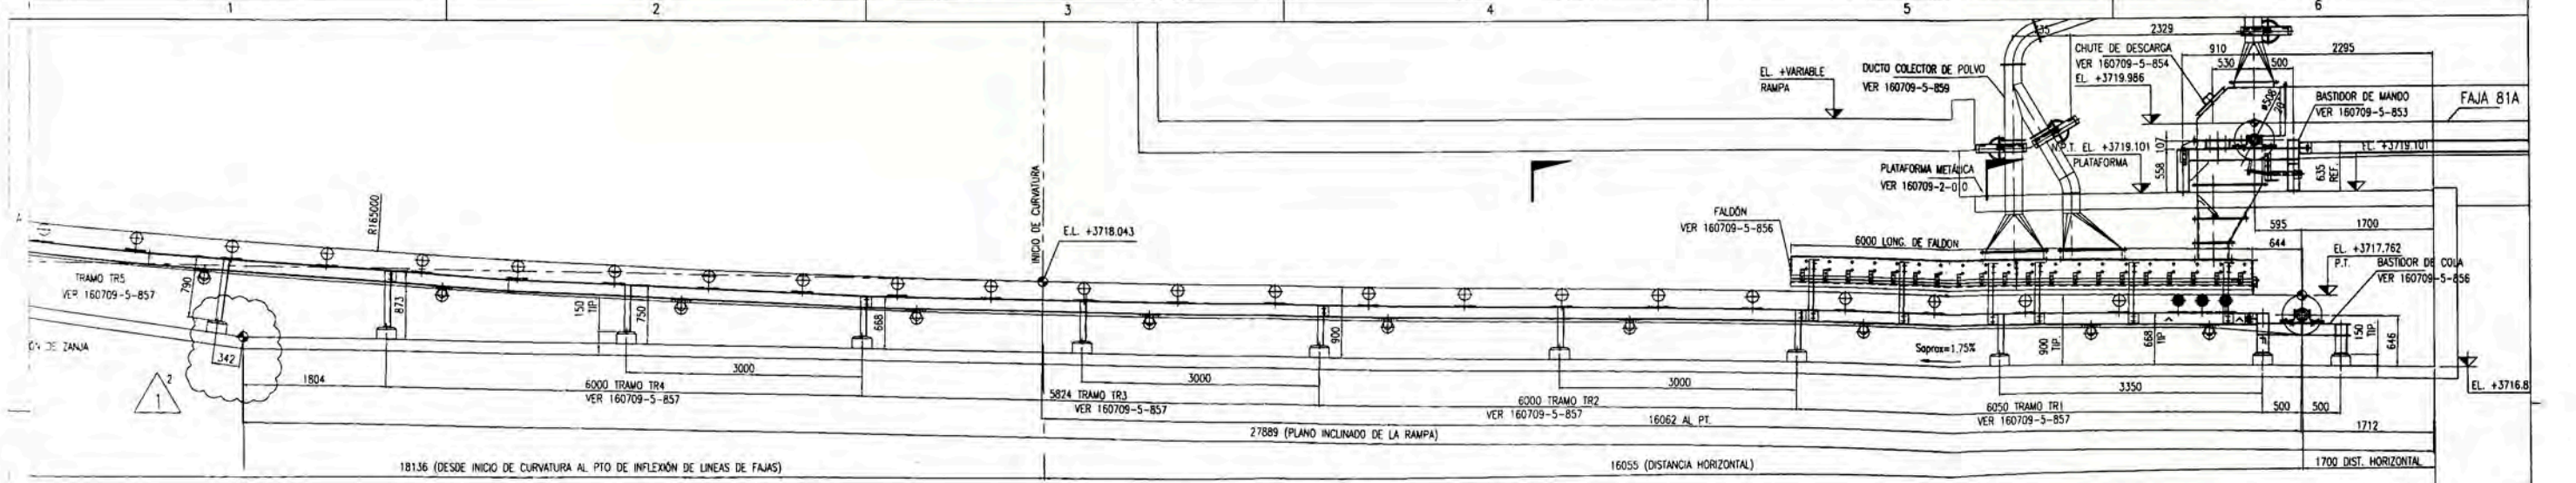 1
2
3
4
5
6
2329
CHUTE DE DESCARGA
VER 160709-5-854
EL. +3719.986
910
2295
530
500
EL. +VARIABLE
RAMPA
DUCTO COLECTOR DE POLVO
VER 160709-5-859
BASTIDOR DE MANDO
VER 160709-5-853
FAJA 81A
N.P.T. EL. +3719.101
PLATAFORMA
107
558
EL. +3719.101
635
REF.
PLATAFORMA METÁLICA
VER 160709-2-010
INICIO DE CURVATURA
R165000
E.L. +3718.043
FALDÓN
VER 160709-5-856
6000 LONG. DE FALDON
595
1700
644
EL. +3717.762
P.T.
BASTIDOR DE COLA
VER 160709-5-856
TRAMO TR5
VER 160709-5-857
790
873
150
TIP.
750
668
900
Saprox=1.75%
900
TIP.
668
TIP
150
TIP.
646
342
2
1
1804
3000
3000
3000
3350
EL. +3716.8
6000 TRAMO TR4
VER 160709-5-857
5824 TRAMO TR3
VER 160709-5-857
6000 TRAMO TR2
VER 160709-5-857
6050 TRAMO TR1
VER 160709-5-857
500
500
16062 AL PT.
1712
27889 (PLANO INCLINADO DE LA RAMPA)
18136 (DESDE INICIO DE CURVATURA AL PTO DE INFLEXIÓN DE LINEAS DE FAJAS)
16055 (DISTANCIA HORIZONTAL)
1700 DIST. HORIZONTAL